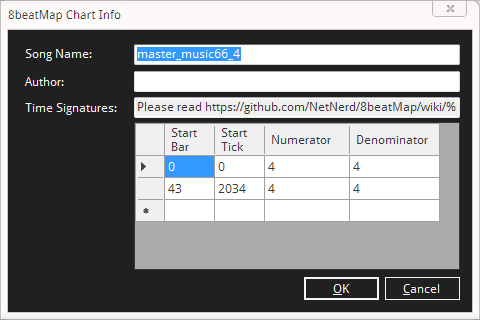 8beatMap Chart Info
Song Name: master_music66_4
Author:
Time Signatures: Please read https://github.com/NetNerd/8beatMap/wiki/%
Start Bar Start Tick Numerator Denominator
0 0 4 4
43 2034 4 4
OK Cancel